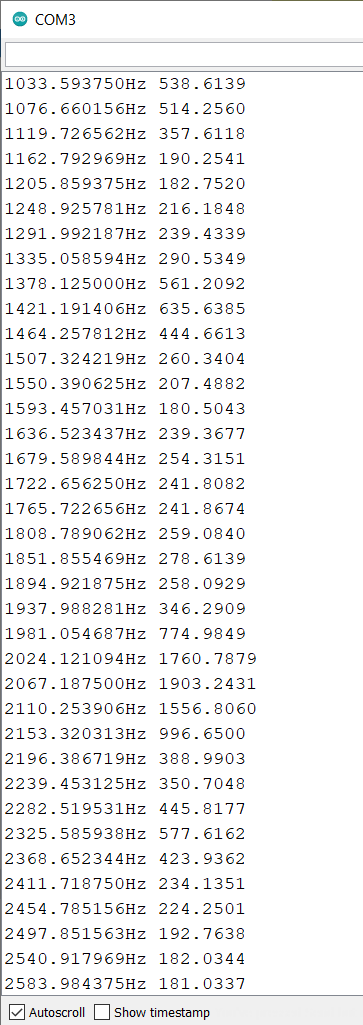 COM3
1033.593750Hz 538.6139
1076.660156Hz 514.2560
1119.726562Hz 357.6118
1162.792969Hz 190.2541
1205.859375Hz 182.7520
1248.925781Hz 216.1848
1291.992187Hz 239.4339
1335.058594Hz 290.5349
1378.125000Hz 561.2092
1421.191406Hz 635.6385
1464.257812Hz 444.6613
1507.324219Hz 260.3404
1550.390625Hz 207.4882
1593.457031Hz 180.5043
1636.523437Hz 239.3677
1679.589844Hz 254.3151
1722.656250Hz 241.8082
1765.722656Hz 241.8674
1808.789062Hz 259.0840
1851.855469Hz 278.6139
1894.921875Hz 258.0929
1937.988281Hz 346.2909
1981.054687Hz 774.9849
2024.121094Hz 1760.7879
2067.187500Hz 1903.2431
2110.253906Hz 1556.8060
2153.320313Hz 996.6500
2196.386719Hz 388.9903
2239.453125Hz 350.7048
2282.519531Hz 445.8177
2325.585938Hz 577.6162
2368.652344Hz 423.9362
2411.718750Hz 234.1351
2454.785156Hz 224.2501
2497.851563Hz 192.7638
2540.917969Hz 182.0344
2583.984375Hz 181.0337
Autoscroll Show timestamp